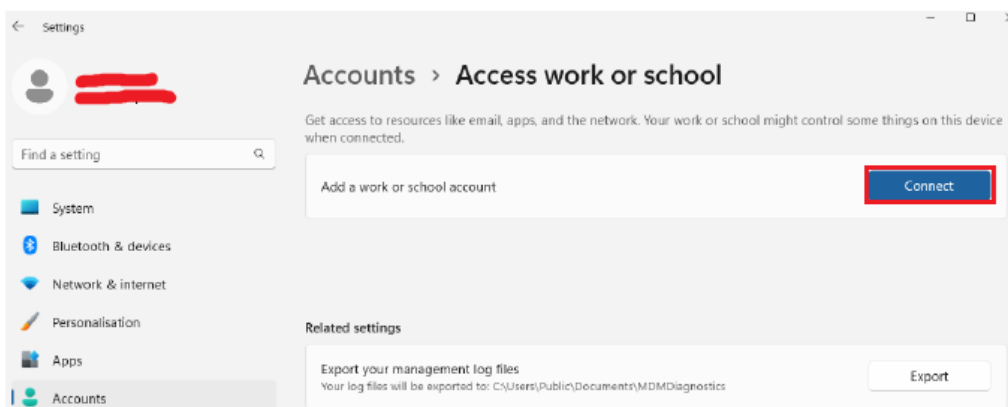 Settings
Accounts > Access work or school
Get access to resources like email, apps, and the network. Your work or school might control some things on this device
when connected.
Find a setting
Add a work or school account
Connect
System
Bluetooth & devices
Network & internet
Personalisation
Apps
Accounts
Related settings
Export your management log files
Your log files will be exported to: C:\Users\Public\Documents\MDMDiagnostics
Export